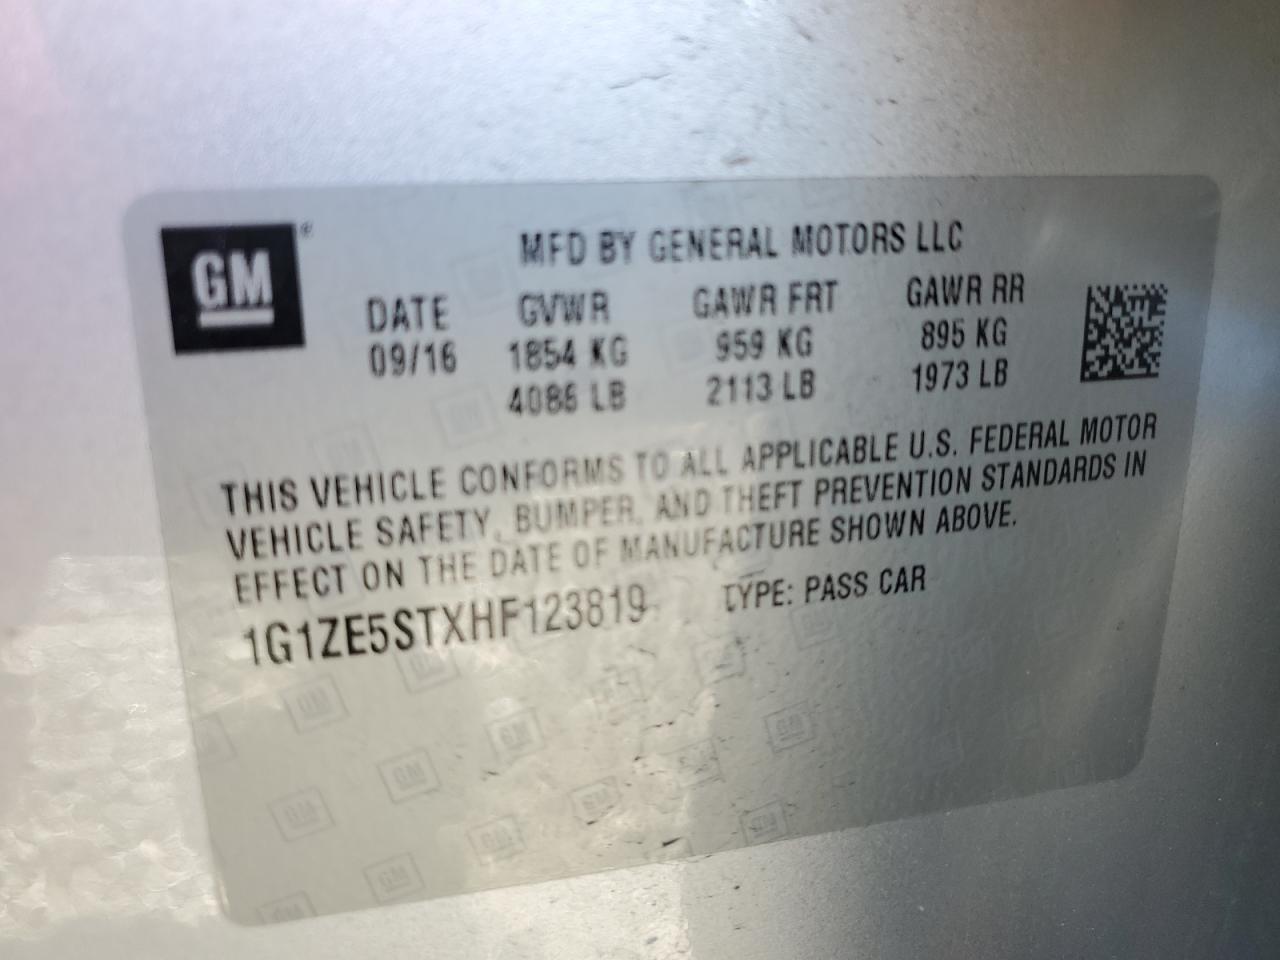 GM®
MFD BY GENERAL MOTORS LLC
DATE GVWR GAWR FRT GAWR RR
09/16 1854 KG 959 KG 895 KG
4086 LB 2113 LB 1973 LB
THIS VEHICLE CONFORMS TO ALL APPLICABLE U.S. FEDERAL MOTOR
VEHICLE SAFETY, BUMPER, AND THEFT PREVENTION STANDARDS IN
EFFECT ON THE DATE OF MANUFACTURE SHOWN ABOVE.
1G1ZE5STXHF123819 TYPE: PASS CAR